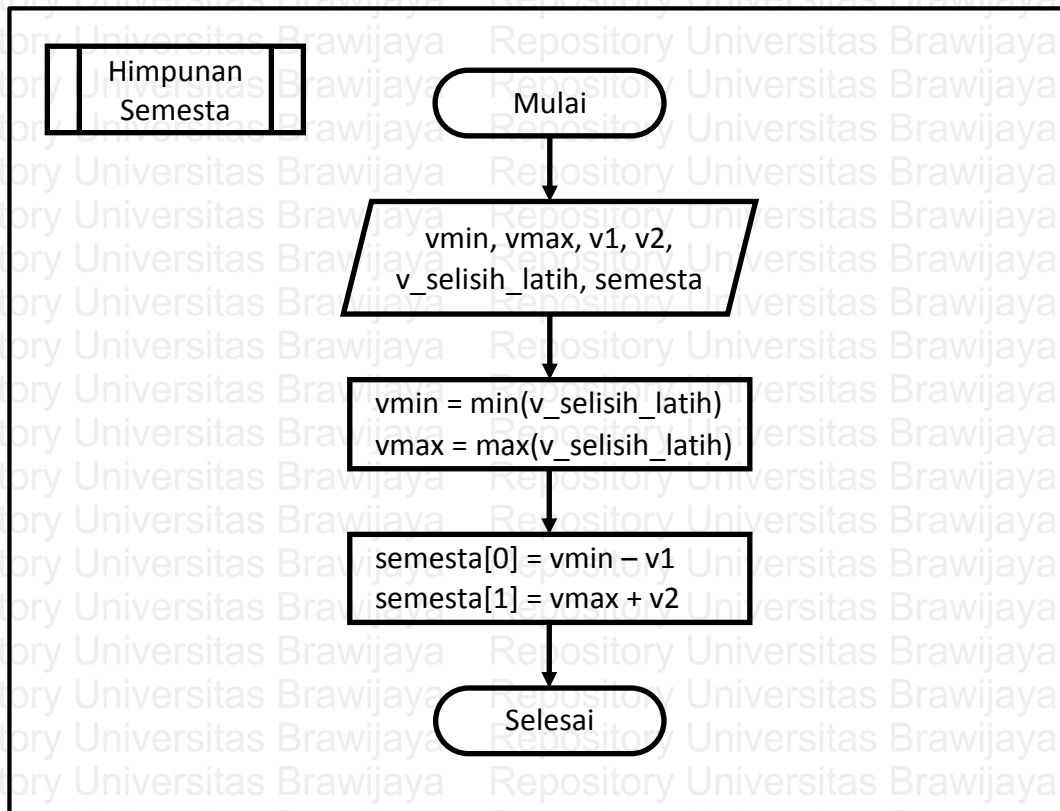 Himpunan
Semesta
Mulai
vmin, vmax, v1, v2,
v_selisih_latih, semesta
vmin = min(v_selisih_latih)
vmax = max(v_selisih_latih)
semesta[0] = vmin – v1
semesta[1] = vmax + v2
Selesai